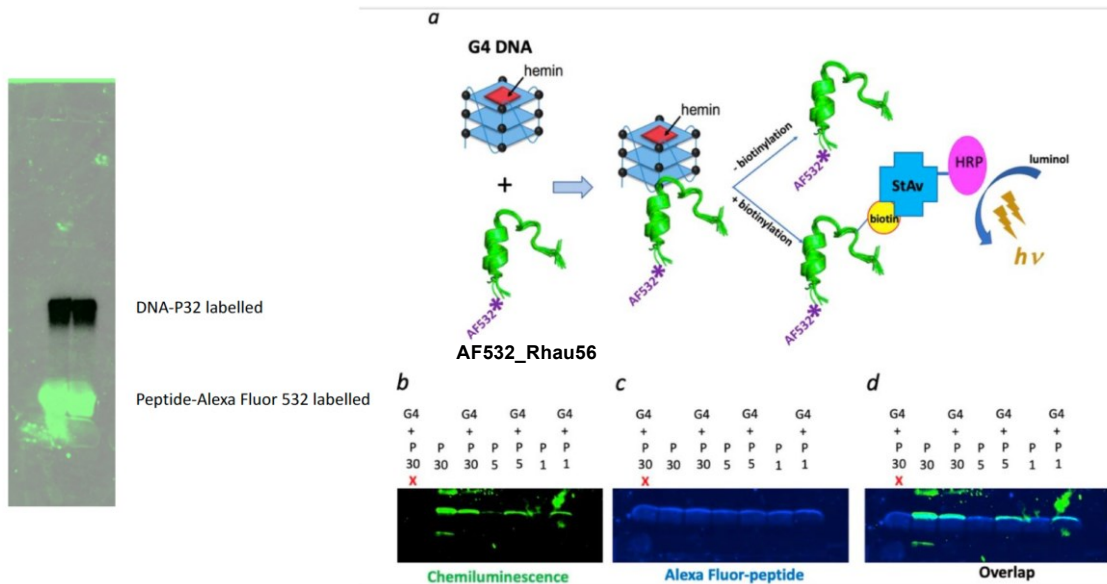 DNA-P32 labelled
Peptide-Alexa Fluor 532 labelled
a
G4 DNA
hemin
+
AF532*
AF532_Rhau56
hemin
AF532*
- biotinylation
+ biotinylation
AF532*
AF532*
biotin
StAv
HRP
luminol
hν
b
G4 G4 G4 G4
+ + + +
P P P P P P P
30 30 30 5 5 1 1
X
Chemiluminescence
c
G4 G4 G4 G4
+ + + +
P P P P P P P
30 30 30 5 5 1 1
X
Alexa Fluor-peptide
d
G4 G4 G4 G4
+ + + +
P P P P P P P
30 30 30 5 5 1 1
X
Overlap